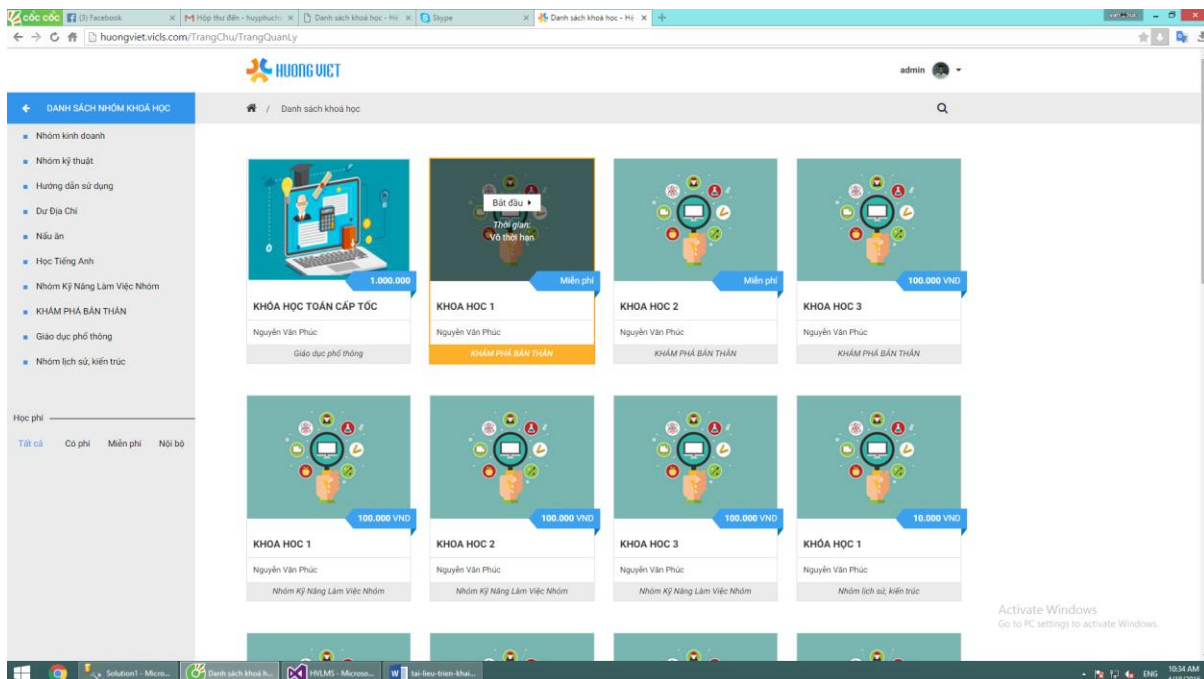 cốc cốc
(3) Facebook
Hộp thư đến - huyphuchu
Danh sách khoá học - Hệ
Skype
Danh sách khoá học - Hệ
huongviet.vicls.com/TrangChu/TrangQuanLy
HUONG VIET
admin
DANH SÁCH NHÓM KHOÁ HỌC
/ Danh sách khoá học
Nhóm kinh doanh
Nhóm kỹ thuật
Hướng dẫn sử dụng
Dư Địa Chí
Nấu ăn
Học Tiếng Anh
Nhóm Kỹ Năng Làm Việc Nhóm
KHÁM PHÁ BẢN THÂN
Giáo dục phổ thông
Nhóm lịch sử, kiến trúc
Học phí
Tất cả Có phí Miễn phí Nội bộ
1.000.000
KHÓA HỌC TOÁN CẤP TỐC
Nguyễn Văn Phúc
Giáo dục phổ thông
Bắt đầu
Thời gian:
Vô thời hạn
Miễn phí
KHOA HOC 1
Nguyễn Văn Phúc
KHÁM PHÁ BẢN THÂN
Miễn phí
KHOA HOC 2
Nguyễn Văn Phúc
KHÁM PHÁ BẢN THÂN
100.000 VND
KHOA HOC 3
Nguyễn Văn Phúc
KHÁM PHÁ BẢN THÂN
100.000 VND
KHOA HOC 1
Nguyễn Văn Phúc
Nhóm Kỹ Năng Làm Việc Nhóm
100.000 VND
KHOA HOC 2
Nguyễn Văn Phúc
Nhóm Kỹ Năng Làm Việc Nhóm
100.000 VND
KHOA HOC 3
Nguyễn Văn Phúc
Nhóm Kỹ Năng Làm Việc Nhóm
10.000 VND
KHÓA HỌC 1
Nguyễn Văn Phúc
Nhóm lịch sử, kiến trúc
Activate Windows
Go to PC settings to activate Windows.
Solution1 - Micro...
Danh sách khoá h...
HVLMS - Microso...
tai-lieu-trien-khai...
ENG
10:34 AM